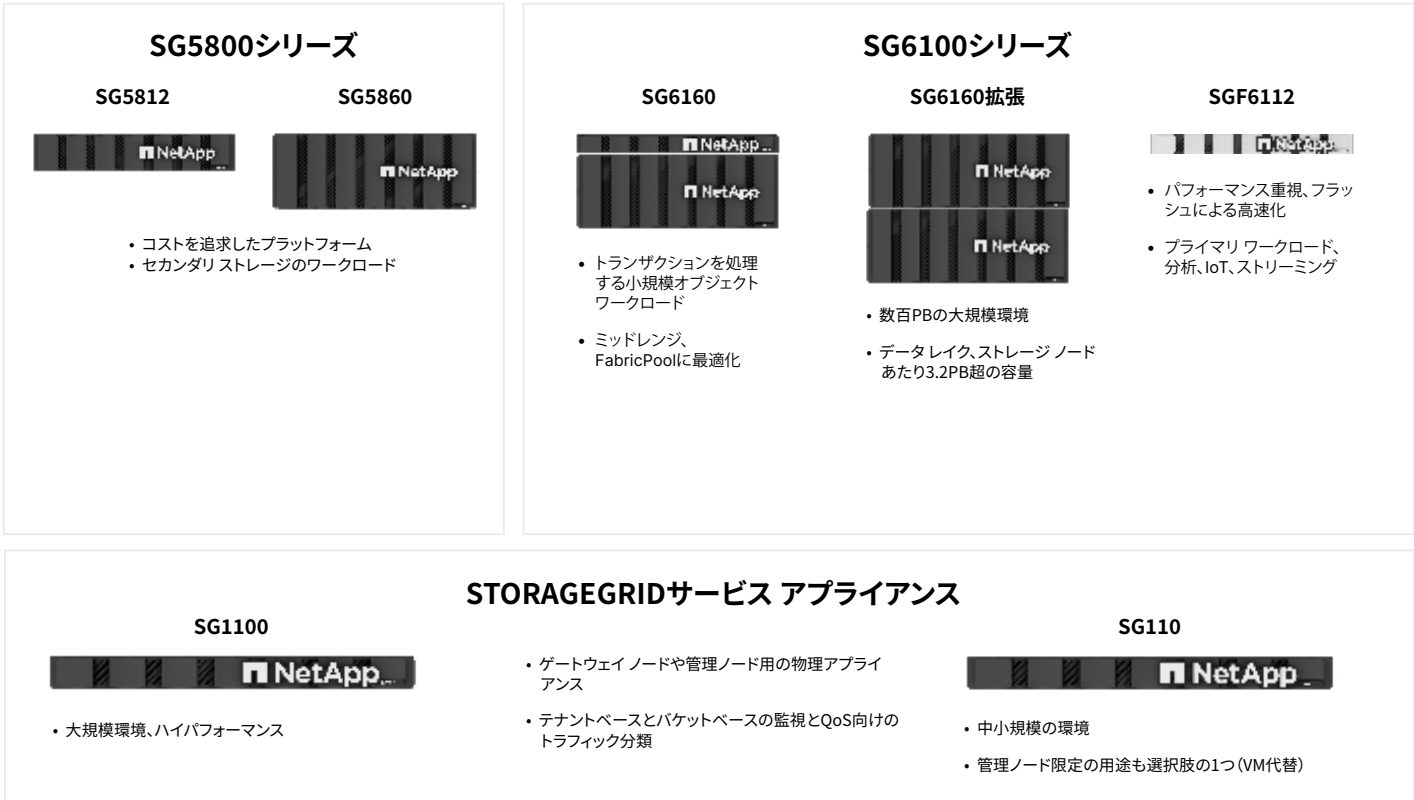 SG5800シリーズ
SG5812
SG5860
NetApp
NetApp
• コストを追求したプラットフォーム
• セカンダリ ストレージのワークロード
SG6100シリーズ
SG6160
NetApp
NetApp
• トランザクションを処理
する小規模オブジェクト
ワークロード
• ミッドレンジ、
FabricPoolに最適化
SG6160拡張
NetApp
NetApp
• 数百PBの大規模環境
• データ レイク、ストレージ ノード
あたり3.2PB超の容量
SGF6112
NetApp
• パフォーマンス重視、フラッ
シュによる高速化
• プライマリ ワークロード、
分析、IoT、ストリーミング
STORAGEGRIDサービス アプライアンス
SG1100
NetApp
• 大規模環境、ハイパフォーマンス
• ゲートウェイ ノードや管理ノード用の物理アプライ
アンス
• テナントベースとバケットベースの監視とQoS向けの
トラフィック分類
SG110
NetApp
• 中小規模の環境
• 管理ノード限定の用途も選択肢の1つ（VM代替）